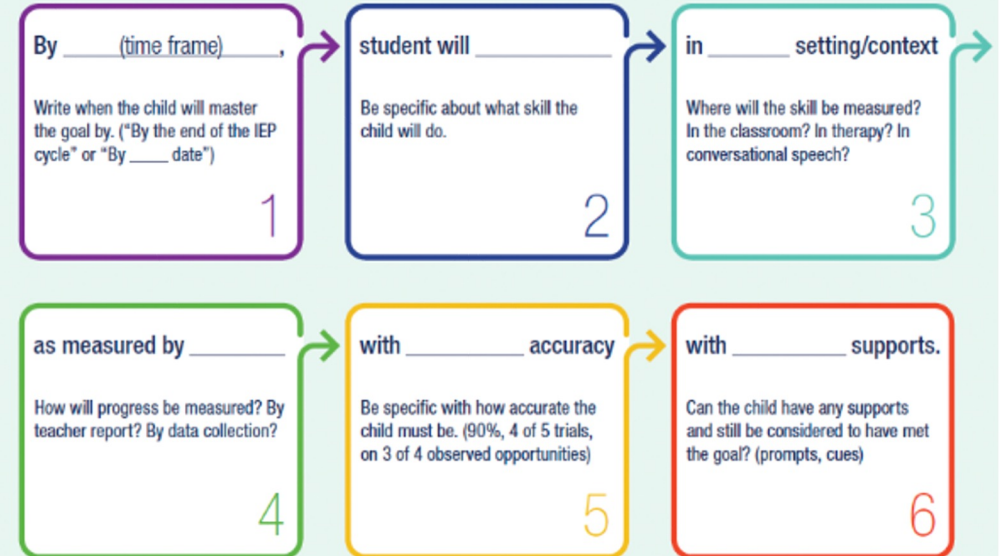 By _____(time frame)_____,
Write when the child will master
the goal by. (“By the end of the IEP
cycle” or “By ____ date”)
1
student will ____________
Be specific about what skill the
child will do.
2
in _______ setting/context
Where will the skill be measured?
In the classroom? In therapy? In
conversational speech?
3
as measured by ________
How will progress be measured? By
teacher report? By data collection?
4
with __________ accuracy
Be specific with how accurate the
child must be. (90%, 4 of 5 trials,
on 3 of 4 observed opportunities)
5
with __________ supports.
Can the child have any supports
and still be considered to have met
the goal? (prompts, cues)
6